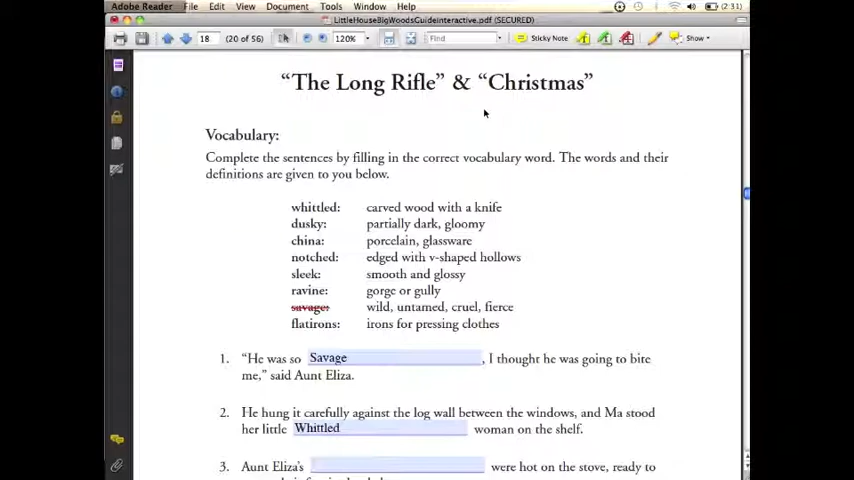 Adobe Reader File Edit View Document Tools Window Help (2:31)
LittleHouseBigWoodsGuideinteractive.pdf (SECURED)
18 (20 of 56) 120% Find Sticky Note Show
“The Long Rifle” & “Christmas”
Vocabulary:
Complete the sentences by filling in the correct vocabulary word. The words and their
definitions are given to you below.
whittled: carved wood with a knife
dusky: partially dark, gloomy
china: porcelain, glassware
notched: edged with v-shaped hollows
sleek: smooth and glossy
ravine: gorge or gully
savage: wild, untamed, cruel, fierce
flatirons: irons for pressing clothes
1. “He was so Savage , I thought he was going to bite
me,” said Aunt Eliza.
2. He hung it carefully against the log wall between the windows, and Ma stood
her little Whittled woman on the shelf.
3. Aunt Eliza’s were hot on the stove, ready to